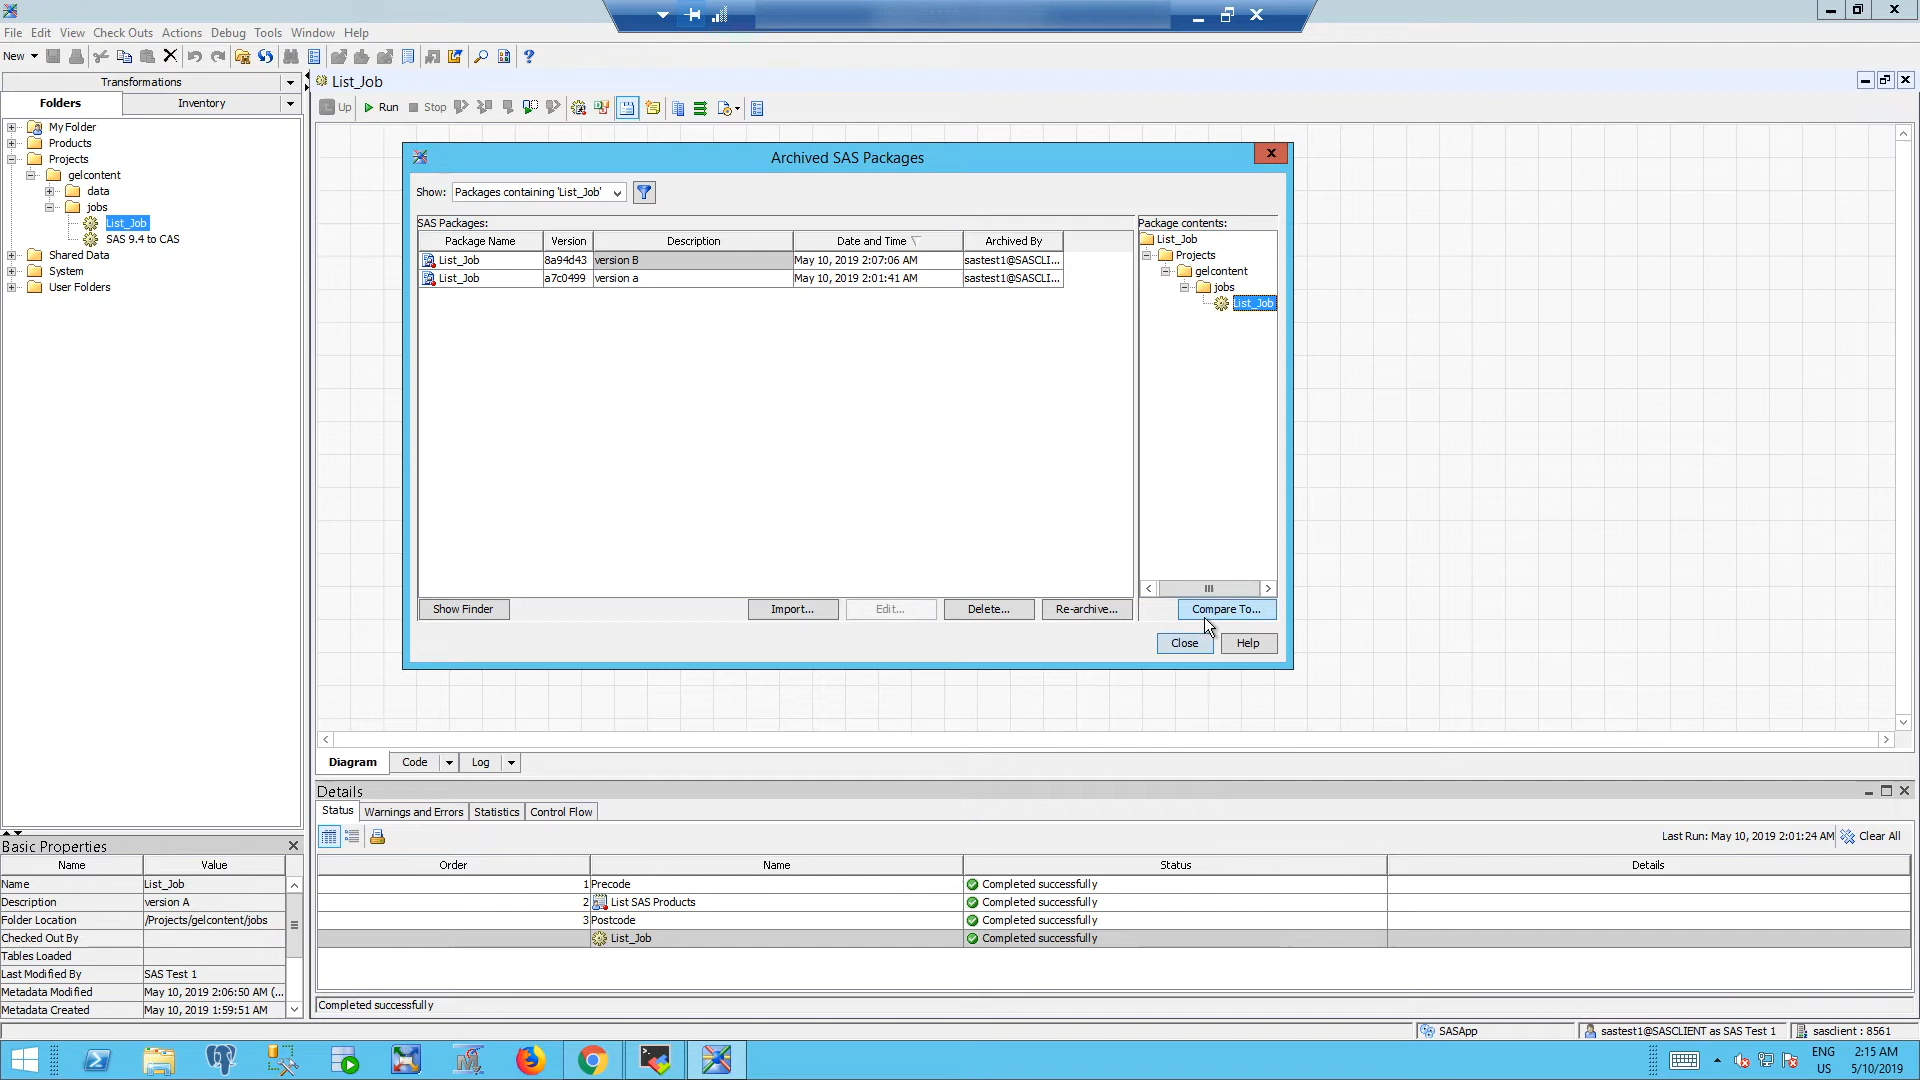 File Edit View Check Outs Actions Debug Tools Window Help
New
Transformations
Folders
Inventory
My Folder
Products
Projects
gelcontent
data
jobs
List_Job
SAS 9.4 to CAS
Shared Data
System
User Folders
List_Job
Up Run Stop
Archived SAS Packages
Show: Packages containing 'List_Job'
SAS Packages:
Package Name Version Description Date and Time Archived By
List_Job 8a94d43 version B May 10, 2019 2:07:06 AM sastest1@SASCLI...
List_Job a7c0499 version a May 10, 2019 2:01:41 AM sastest1@SASCLI...
Package contents:
List_Job
Projects
gelcontent
jobs
List_Job
Show Finder Import... Edit... Delete... Re-archive... Compare To...
Close Help
Diagram Code Log
Details
Status Warnings and Errors Statistics Control Flow
Last Run: May 10, 2019 2:01:24 AM Clear All
Order Name Status Details
1 Precode Completed successfully
2 List SAS Products Completed successfully
3 Postcode Completed successfully
List_Job Completed successfully
Completed successfully
Basic Properties
Name Value
Name List_Job
Description version A
Folder Location /Projects/gelcontent/jobs
Checked Out By
Tables Loaded
Last Modified By SAS Test 1
Metadata Modified May 10, 2019 2:06:50 AM (...
Metadata Created May 10, 2019 1:59:51 AM
SASApp sastest1@SASCLIENT as SAS Test 1 sasclient : 8561
ENG 2:15 AM
US 5/10/2019